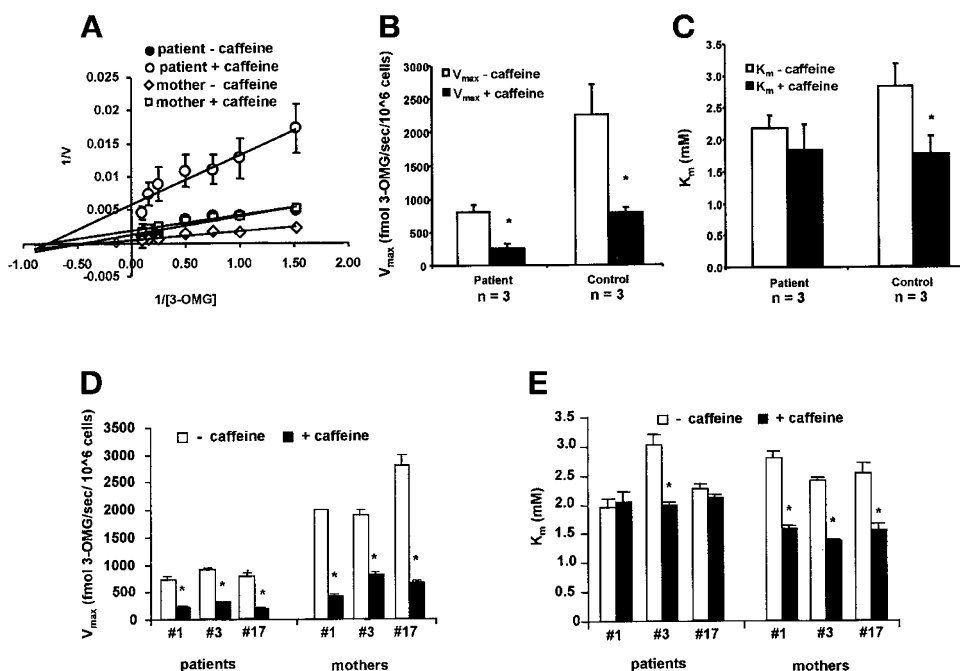 A
patient - caffeine
patient + caffeine
mother - caffeine
mother + caffeine
0.025
0.02
0.015
0.01
0.005
0
-0.005
1/V
-1.00
0.00
0.50
1.00
1.50
2.00
1/[3-OMG]
B
Vmax - caffeine
Vmax + caffeine
3000
2500
2000
1500
1000
500
0
Vmax (fmol 3-OMG/sec/10^6 cells)
*
*
Patient
n = 3
Control
n = 3
C
Km - caffeine
Km + caffeine
3.5
3.0
2.5
2.0
1.5
1.0
0.5
0.0
Km (mM)
*
Patient
n = 3
Control
n = 3
D
- caffeine
+ caffeine
3500
3000
2500
2000
1500
1000
500
0
Vmax (fmol 3-OMG/sec/ 10^6 cells)
* * * * * *
#1 #3 #17 #1 #3 #17
patients mothers
E
- caffeine
+ caffeine
3.5
3.0
2.5
2.0
1.5
1.0
.5
0
Km (mM)
* * * *
#1 #3 #17 #1 #3 #17
patients mothers